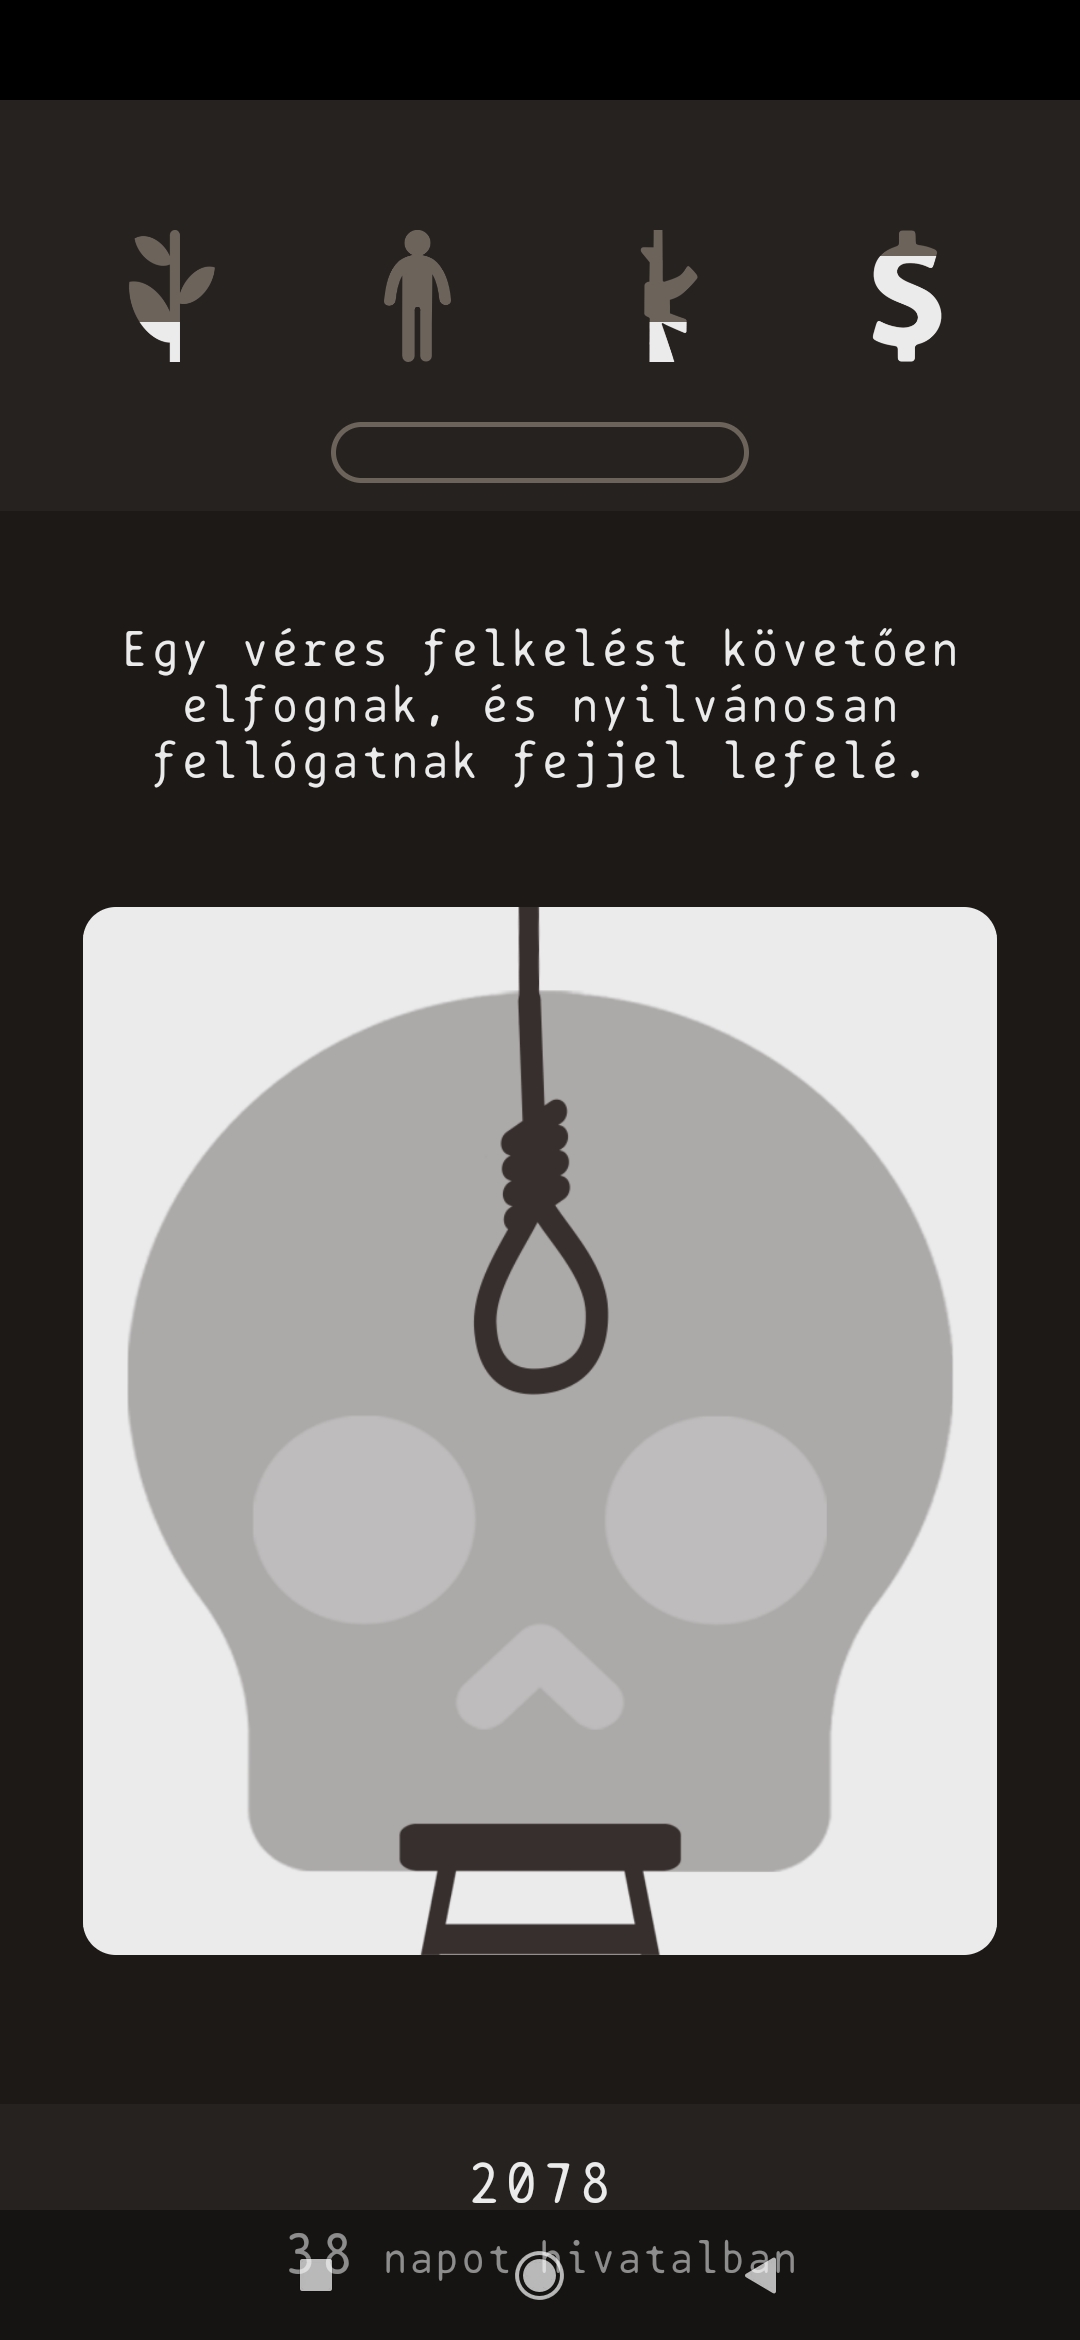 Egy véres felkelést követően
elfognak, és nyilvánosan
fellógatnak fejjel lefelé.
2078
38 napot hivatalban